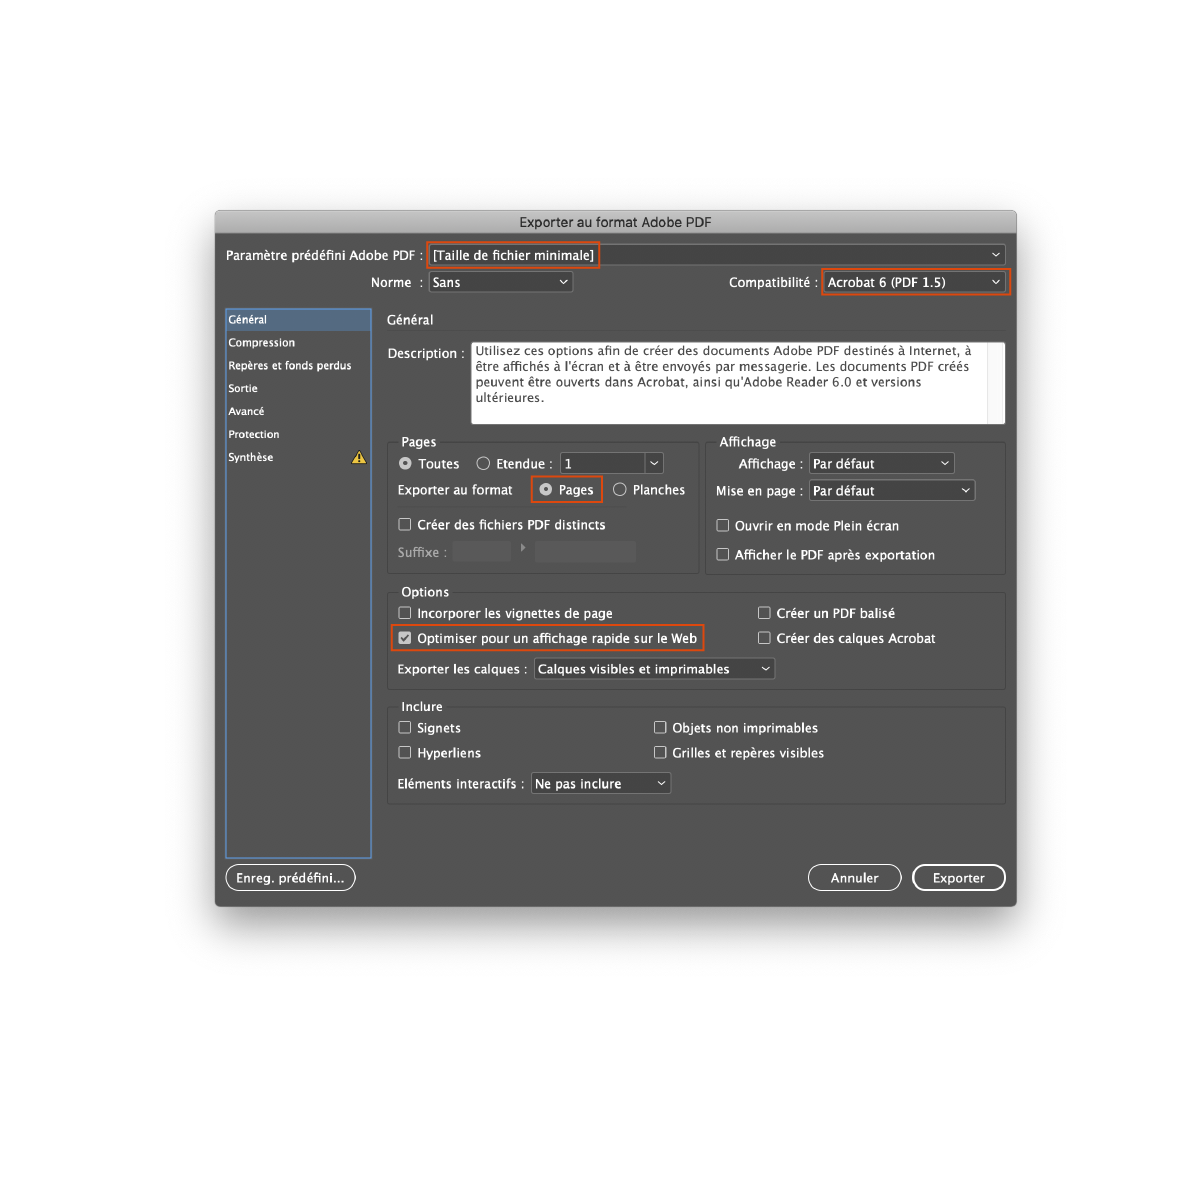 Exporter au format Adobe PDF
Paramètre prédéfini Adobe PDF : [Taille de fichier minimale]
Norme : Sans
Compatibilité : Acrobat 6 (PDF 1.5)
Général
Compression
Repères et fonds perdus
Sortie
Avancé
Protection
Synthèse
Général
Description : Utilisez ces options afin de créer des documents Adobe PDF destinés à Internet, à
être affichés à l'écran et à être envoyés par messagerie. Les documents PDF créés
peuvent être ouverts dans Acrobat, ainsi qu'Adobe Reader 6.0 et versions
ultérieures.
Pages
Toutes Etendue : 1
Exporter au format Pages Planches
Créer des fichiers PDF distincts
Suffixe :
Affichage
Affichage : Par défaut
Mise en page : Par défaut
Ouvrir en mode Plein écran
Afficher le PDF après exportation
Options
Incorporer les vignettes de page
Créer un PDF balisé
Optimiser pour un affichage rapide sur le Web
Créer des calques Acrobat
Exporter les calques : Calques visibles et imprimables
Inclure
Signets
Objets non imprimables
Hyperliens
Grilles et repères visibles
Eléments interactifs : Ne pas inclure
Enreg. prédéfini...
Annuler
Exporter